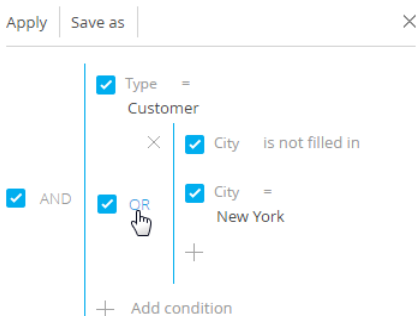 Apply Save as
Type =
Customer
City is not filled in
AND
OR
City =
New York
Add condition